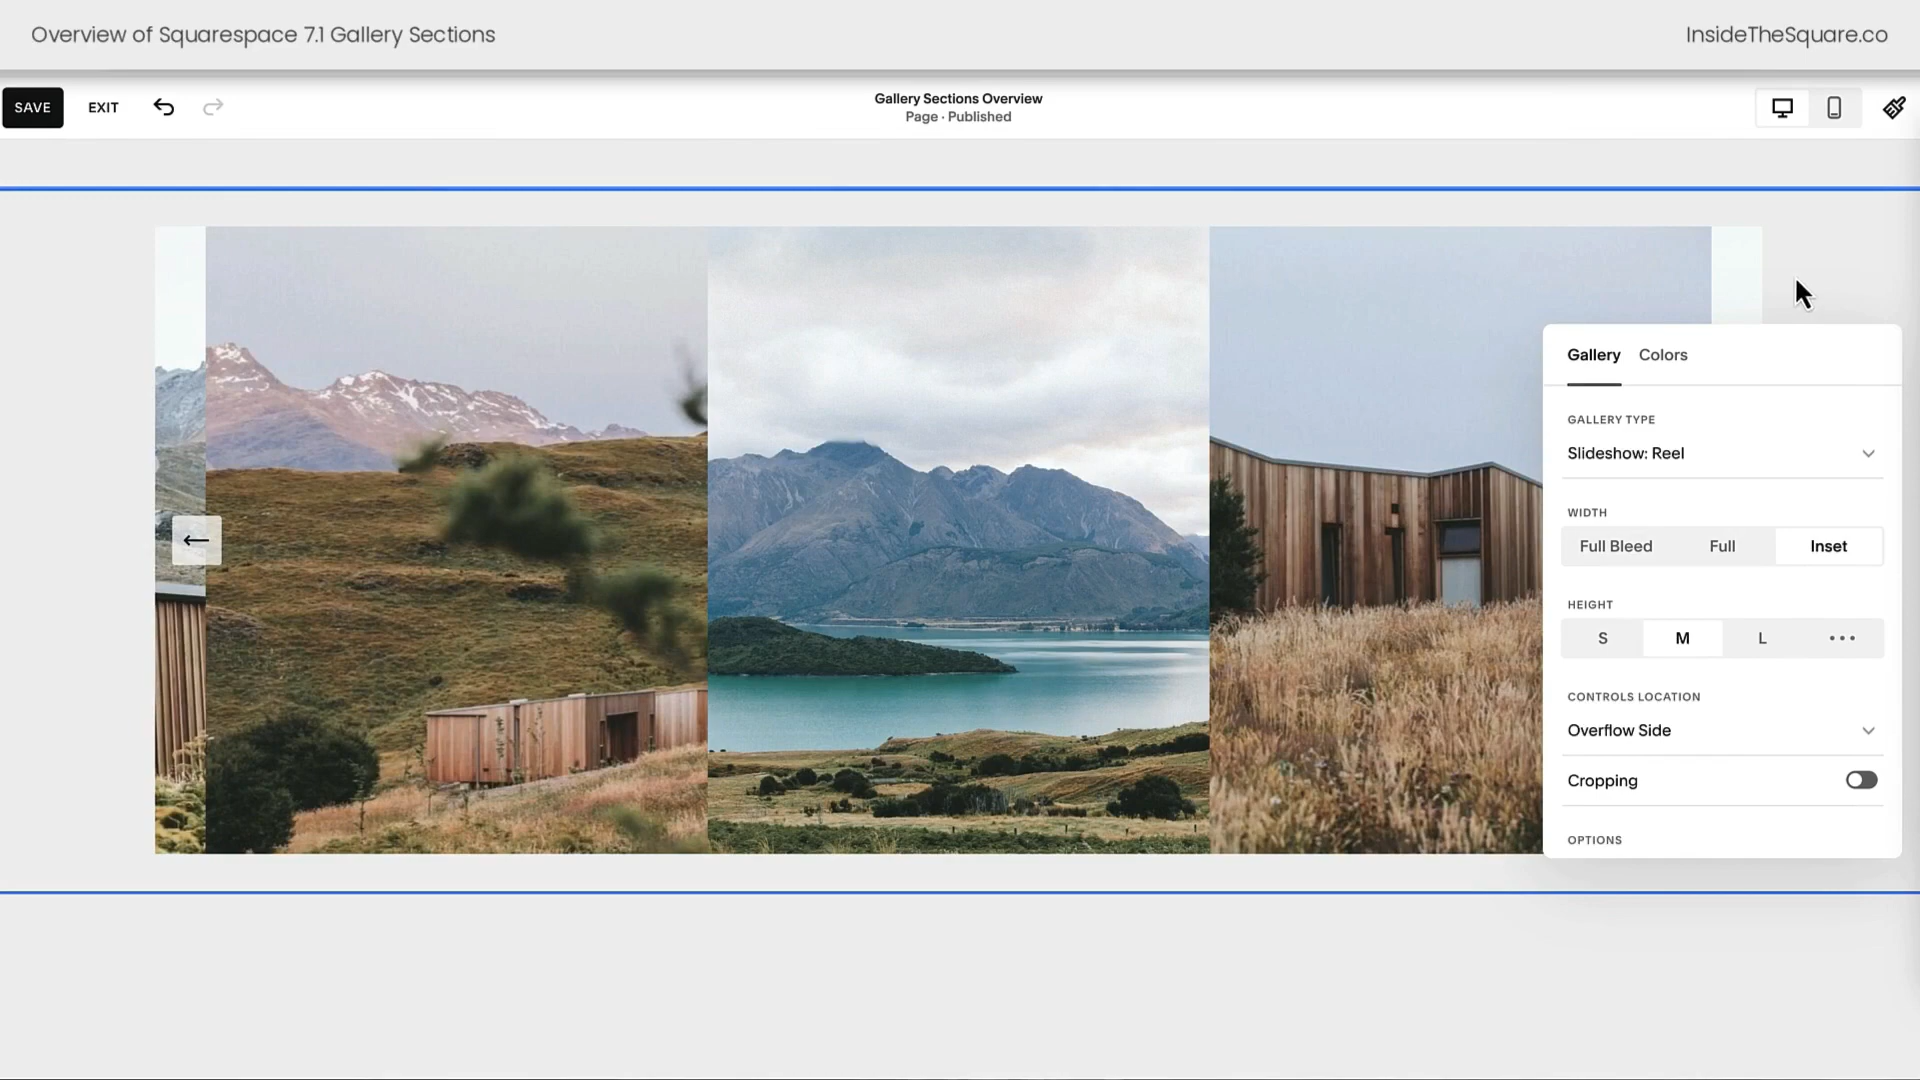 Overview of Squarespace 7.1 Gallery Sections
InsideTheSquare.co
SAVE
EXIT
Gallery Sections Overview
Page · Published
Gallery
Colors
GALLERY TYPE
Slideshow: Reel
WIDTH
Full Bleed
Full
Inset
HEIGHT
S
M
L
CONTROLS LOCATION
Overflow Side
Cropping
OPTIONS